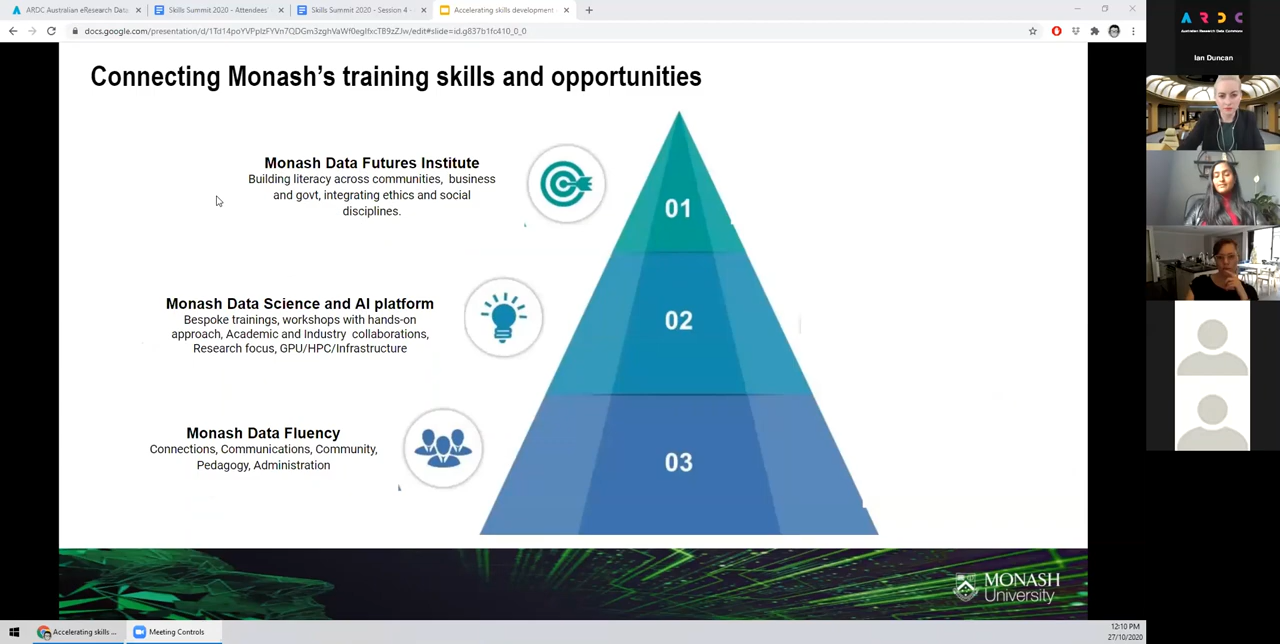 ARDC Australian eResearch Data
Skills Summit 2020 - Attendees'
Skills Summit 2020 - Session 4 -
Accelerating skills development
docs.google.com/presentation/d/1Td14poYVPplzFYVn7QDGm3zghVaWf0egIfxcTB9zZJw/edit#slide=id.g837b1fc410_0_0
A R D C
Australian Research Data Commons
Ian Duncan
Connecting Monash's training skills and opportunities
Monash Data Futures Institute
Building literacy across communities, business
and govt, integrating ethics and social
disciplines.
01
Monash Data Science and AI platform
Bespoke trainings, workshops with hands-on
approach, Academic and Industry collaborations,
Research focus, GPU/HPC/Infrastructure
02
Monash Data Fluency
Connections, Communications, Community,
Pedagogy, Administration
03
MONASH
University
Accelerating skills ...
Meeting Controls
12:10 PM
27/10/2020